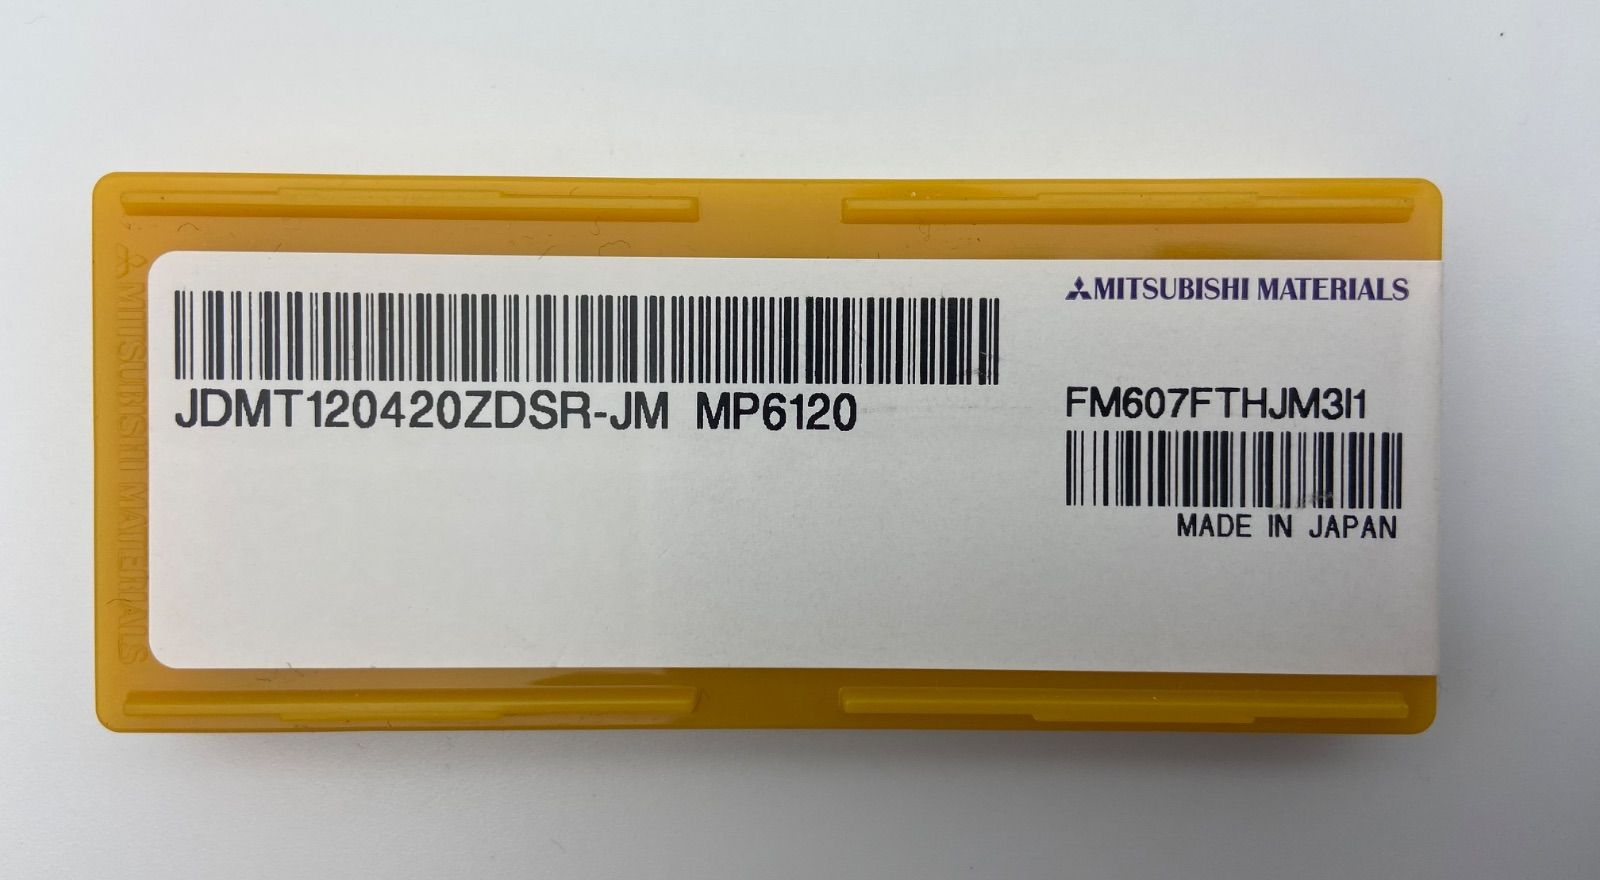 MITSUBISHI MATERIALS
MITSUBISHI MATERIALS
JDMT120420ZDSR-JM MP6120
FM607FTHJM3I1
MADE IN JAPAN